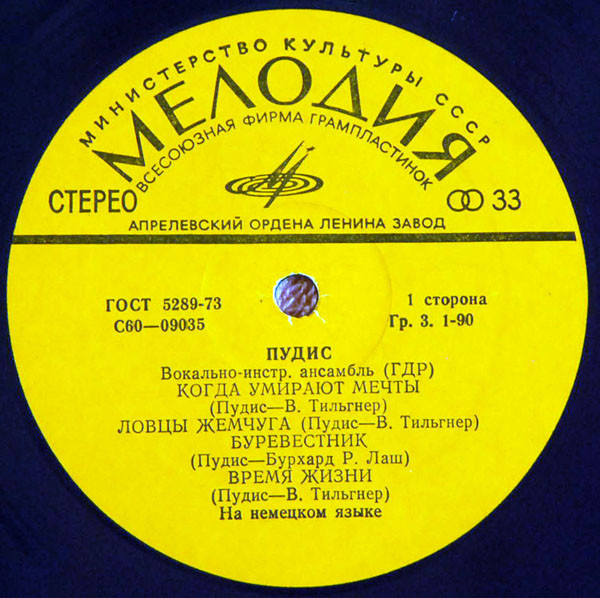 МИНИСТЕРСТВО КУЛЬТУРЫ СССР
МЕЛОДИЯ
ВСЕСОЮЗНАЯ ФИРМА ГРАМПЛАСТИНОК
СТЕРЕО 33
АПРЕЛЕВСКИЙ ОРДЕНА ЛЕНИНА ЗАВОД
ГОСТ 5289-73 1 сторона
С60—09035 Гр. 3. 1-90
ПУДИС
Вокально-инстр. ансамбль (ГДР)
КОГДА УМИРАЮТ МЕЧТЫ
(Пудис—В. Тильгнер)
ЛОВЦЫ ЖЕМЧУГА (Пудис—В. Тильгнер)
БУРЕВЕСТНИК
(Пудис—Бурхард Р. Лаш)
ВРЕМЯ ЖИЗНИ
(Пудис—В. Тильгнер)
На немецком языке